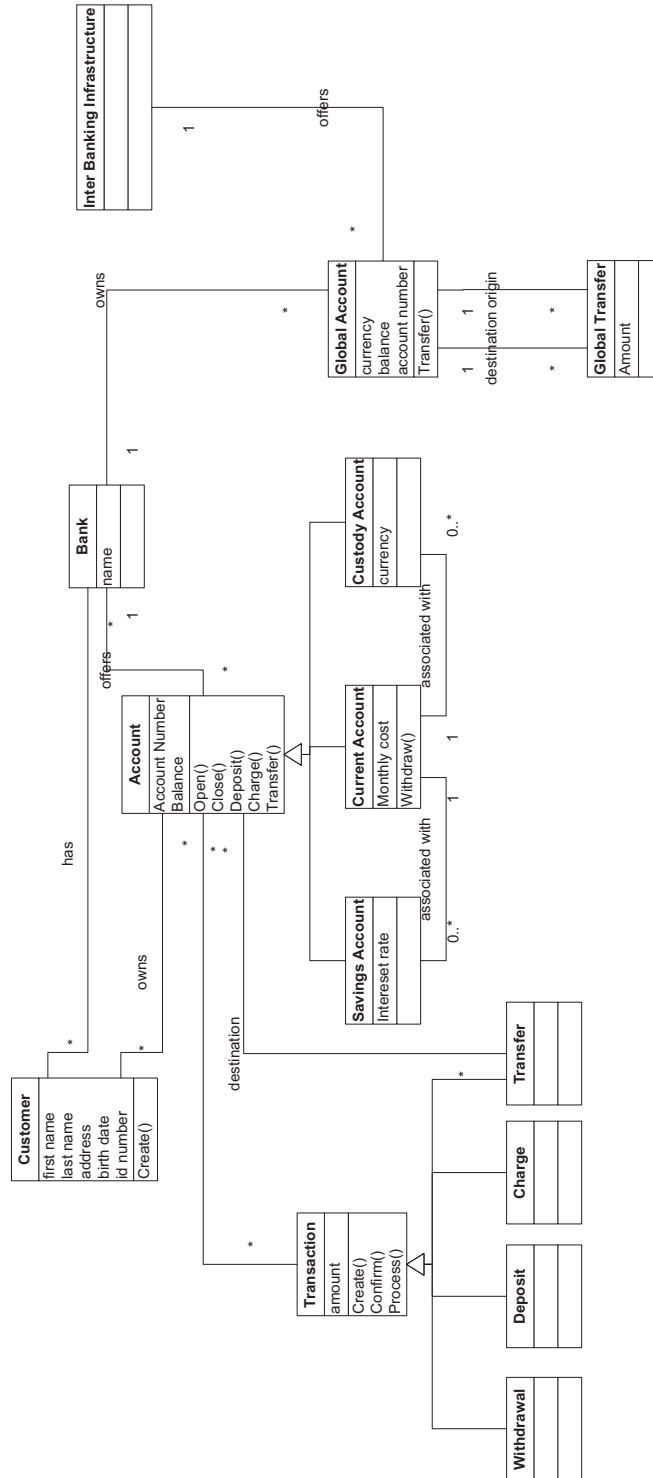 Inter Banking Infrastructure
1
offers
*
owns
*
1
Bank
name
*
1
has
offers
*
Customer
first name
last name
address
birth date
id number
Create()
*
*
owns
Account
Account Number
Balance
Open()
Close()
Deposit()
Charge()
Transfer()
*
*
*
destination
*
Global Account
currency
balance
account number
Transfer()
1
1
destination origin
*
*
Global Transfer
Amount
Transaction
amount
Create()
Confirm()
Process()
Savings Account
Intereset rate
Current Account
Monthly cost
Withdraw()
Custody Account
currency
associated with
0..*
1
associated with
1
0..*
Withdrawal
Deposit
Charge
Transfer
*